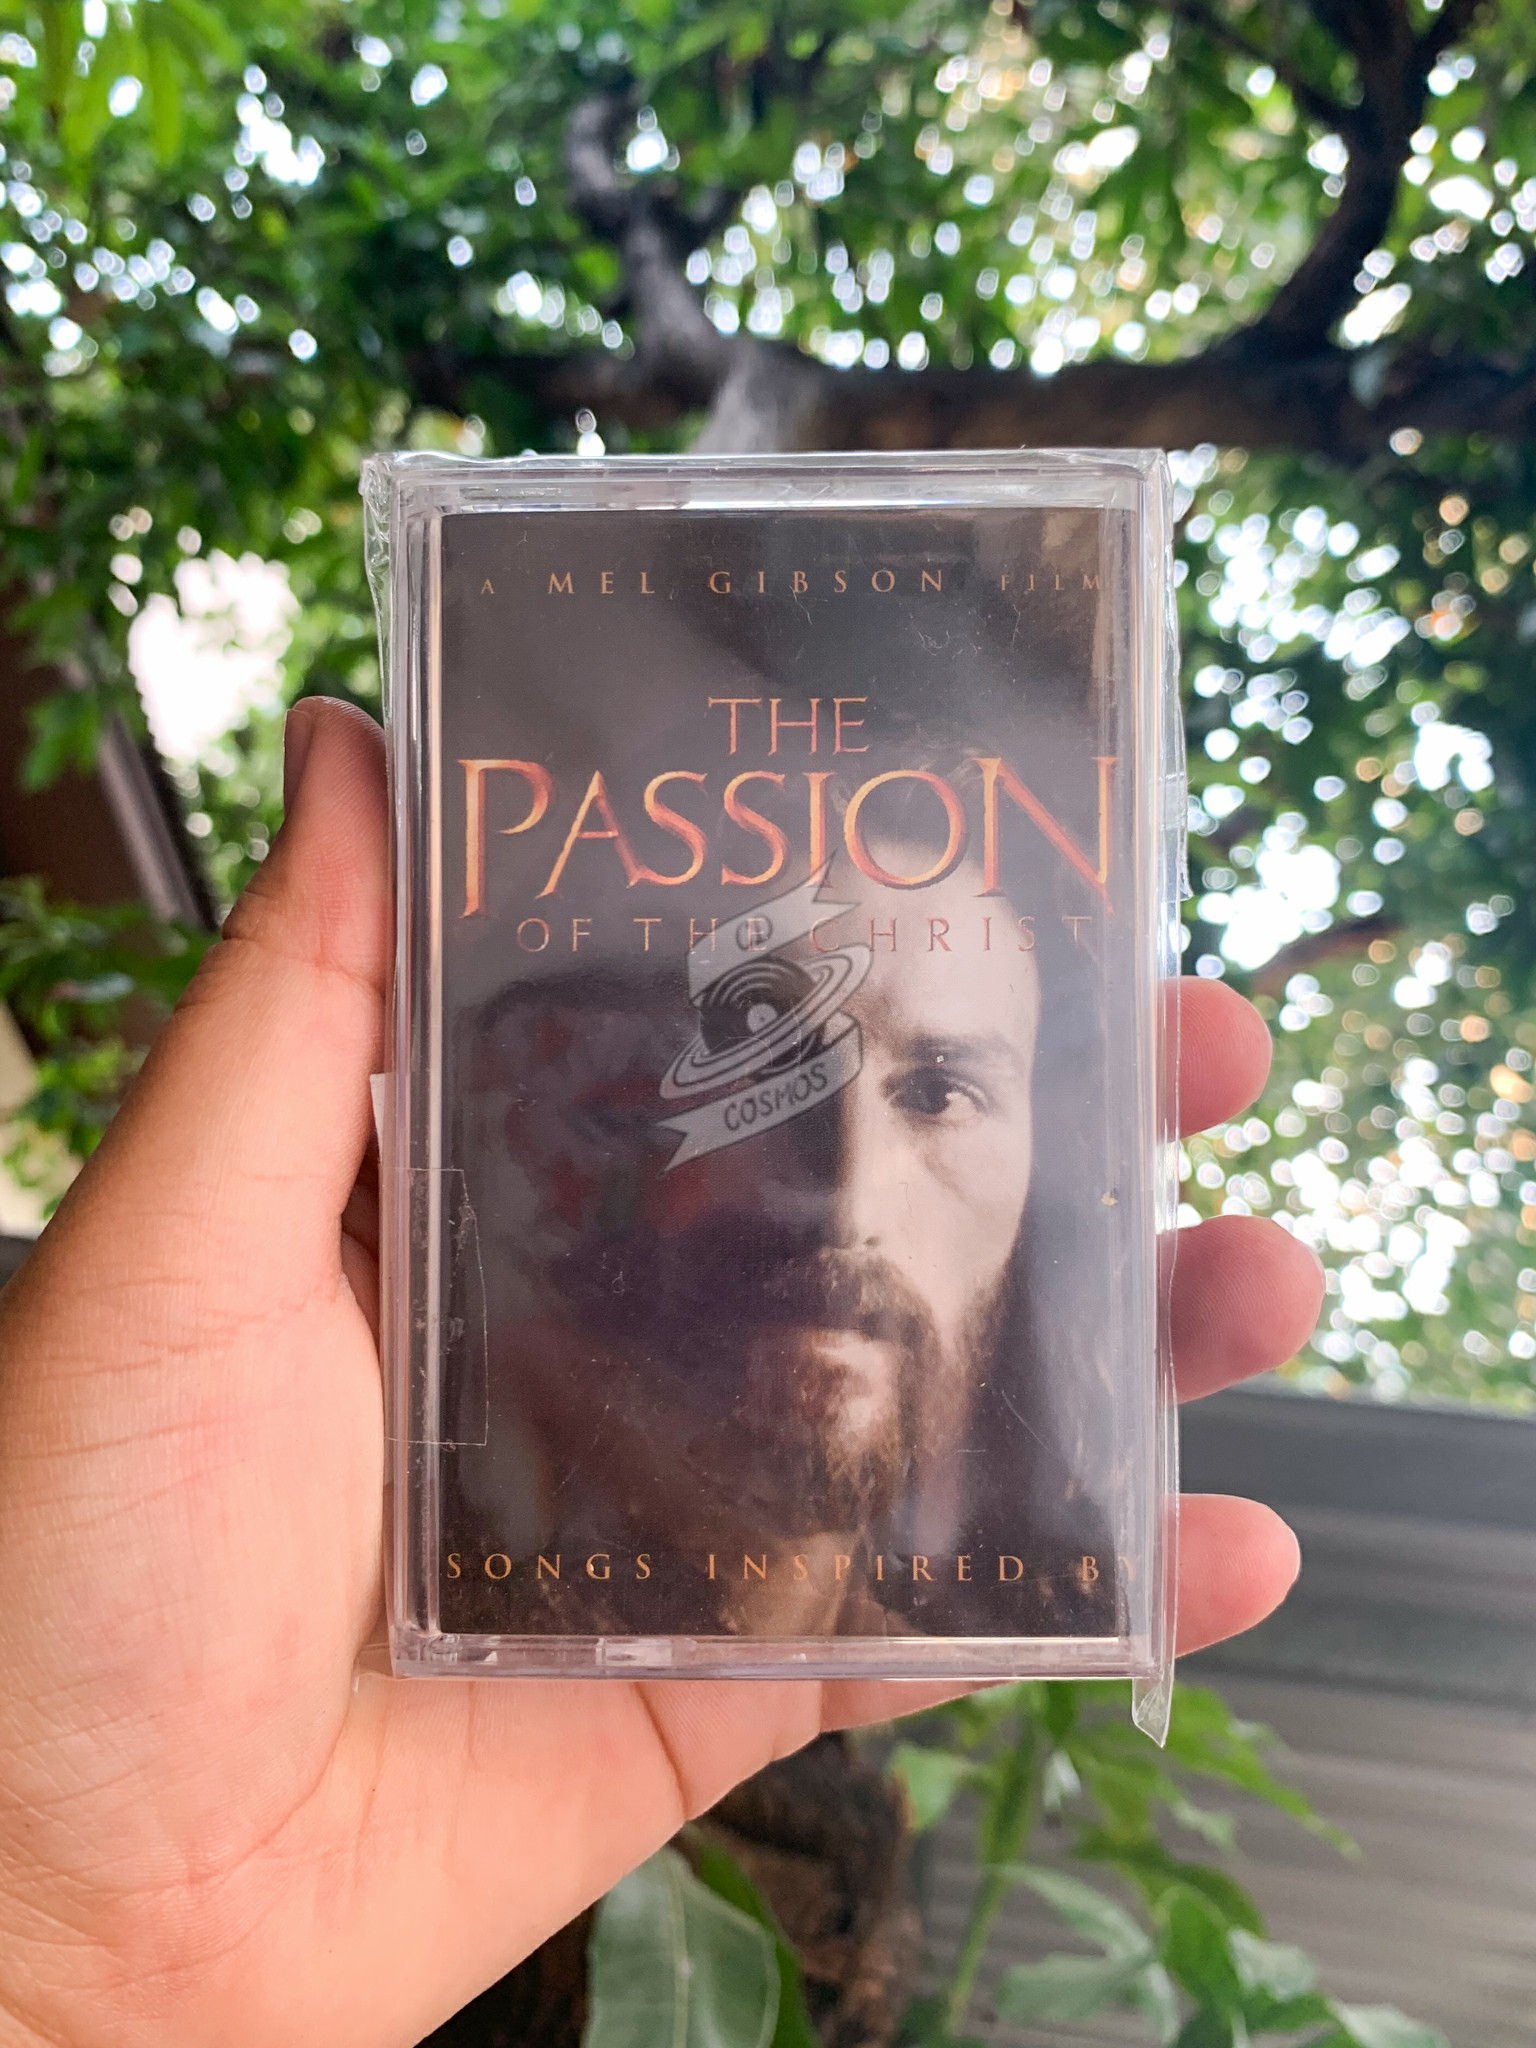 A MEL GIBSON FILM
THE
PASSION
OF THE CHRIST
COSMOS
SONGS INSPIRED BY